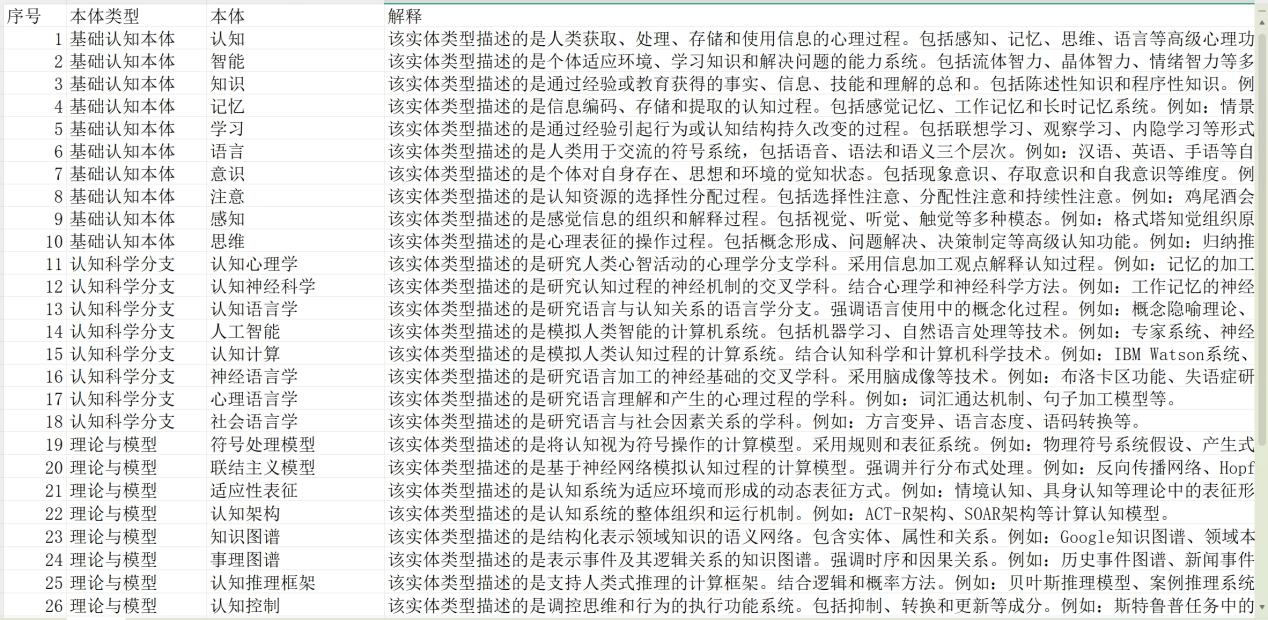 序号 本体类型 本体 解释
1 基础认知本体 认知 该实体类型描述的是人类获取、处理、存储和使用信息的心理过程。包括感知、记忆、思维、语言等高级心理功
2 基础认知本体 智能 该实体类型描述的是个体适应环境、学习知识和解决问题的能力系统。包括流体智力、晶体智力、情绪智力等多
3 基础认知本体 知识 该实体类型描述的是通过经验或教育获得的事实、信息、技能和理解的总和。包括陈述性知识和程序性知识。例
4 基础认知本体 记忆 该实体类型描述的是信息编码、存储和提取的认知过程。包括感觉记忆、工作记忆和长时记忆系统。例如：情景
5 基础认知本体 学习 该实体类型描述的是通过经验引起行为或认知结构持久改变的过程。包括联想学习、观察学习、内隐学习等形式
6 基础认知本体 语言 该实体类型描述的是人类用于交流的符号系统，包括语音、语法和语义三个层次。例如：汉语、英语、手语等自
7 基础认知本体 意识 该实体类型描述的是个体对自身存在、思想和环境的觉知状态。包括现象意识、存取意识和自我意识等维度。例
8 基础认知本体 注意 该实体类型描述的是认知资源的选择性分配过程。包括选择性注意、分配性注意和持续性注意。例如：鸡尾酒会
9 基础认知本体 感知 该实体类型描述的是感觉信息的组织和解释过程。包括视觉、听觉、触觉等多种模态。例如：格式塔知觉组织原
10 基础认知本体 思维 该实体类型描述的是心理表征的操作过程。包括概念形成、问题解决、决策制定等高级认知功能。例如：归纳推
11 认知科学分支 认知心理学 该实体类型描述的是研究人类心智活动的心理学分支学科。采用信息加工观点解释认知过程。例如：记忆的加工
12 认知科学分支 认知神经科学 该实体类型描述的是研究认知过程的神经机制的交叉学科。结合心理学和神经科学方法。例如：工作记忆的神经
13 认知科学分支 认知语言学 该实体类型描述的是研究语言与认知关系的语言学分支。强调语言使用中的概念化过程。例如：概念隐喻理论、
14 认知科学分支 人工智能 该实体类型描述的是模拟人类智能的计算机系统。包括机器学习、自然语言处理等技术。例如：专家系统、神经
15 认知科学分支 认知计算 该实体类型描述的是模拟人类认知过程的计算系统。结合认知科学和计算机科学技术。例如：IBM Watson系统、
16 认知科学分支 神经语言学 该实体类型描述的是研究语言加工的神经基础的交叉学科。采用脑成像等技术。例如：布洛卡区功能、失语症研
17 认知科学分支 心理语言学 该实体类型描述的是研究语言理解和产生的心理过程的学科。例如：词汇通达机制、句子加工模型等。
18 认知科学分支 社会语言学 该实体类型描述的是研究语言与社会因素关系的学科。例如：方言变异、语言态度、语码转换等。
19 理论与模型 符号处理模型 该实体类型描述的是将认知视为符号操作的计算模型。采用规则和表征系统。例如：物理符号系统假设、产生式
20 理论与模型 联结主义模型 该实体类型描述的是基于神经网络模拟认知过程的计算模型。强调并行分布式处理。例如：反向传播网络、Hopf
21 理论与模型 适应性表征 该实体类型描述的是认知系统为适应环境而形成的动态表征方式。例如：情境认知、具身认知等理论中的表征形
22 理论与模型 认知架构 该实体类型描述的是认知系统的整体组织和运行机制。例如：ACT-R架构、SOAR架构等计算认知模型。
23 理论与模型 知识图谱 该实体类型描述的是结构化表示领域知识的语义网络。包含实体、属性和关系。例如：Google知识图谱、领域本
24 理论与模型 事理图谱 该实体类型描述的是表示事件及其逻辑关系的知识图谱。强调时序和因果关系。例如：历史事件图谱、新闻事件
25 理论与模型 认知推理框架 该实体类型描述的是支持人类式推理的计算框架。结合逻辑和概率方法。例如：贝叶斯推理模型、案例推理系统
26 理论与模型 认知控制 该实体类型描述的是调控思维和行为的执行功能系统。包括抑制、转换和更新等成分。例如：斯特鲁普任务中的